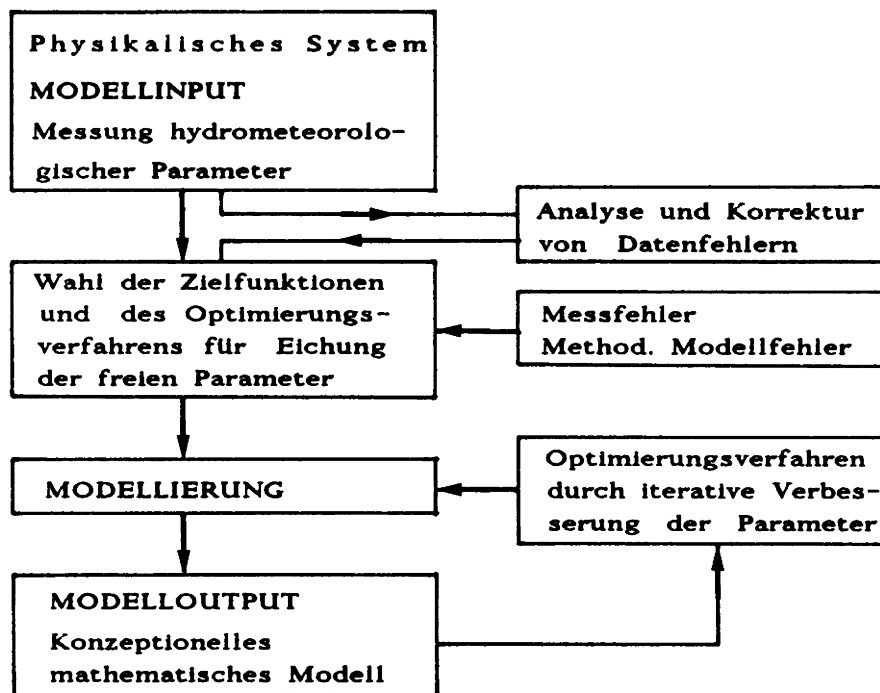 Physikalisches System
MODELLINPUT
Messung hydrometeorolo-
gischer Parameter
Analyse und Korrektur
von Datenfehlern
Wahl der Zielfunktionen
und des Optimierungs-
verfahrens für Eichung
der freien Parameter
Messfehler
Method. Modellfehler
Optimierungsverfahren
durch iterative Verbes-
serung der Parameter
MODELLIERUNG
MODELLOUTPUT
Konzeptionelles
mathematisches Modell